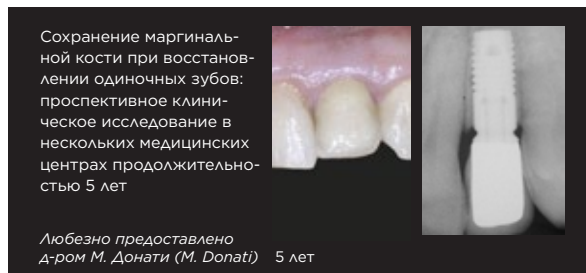 Сохранение маргиналь-
ной кости при восстанов-
лении одиночных зубов:
проспективное клини-
ческое исследование в
нескольких медицинских
центрах продолжительно-
стью 5 лет
Любезно предоставлено
д-ром М. Донати (M. Donati) 5 лет